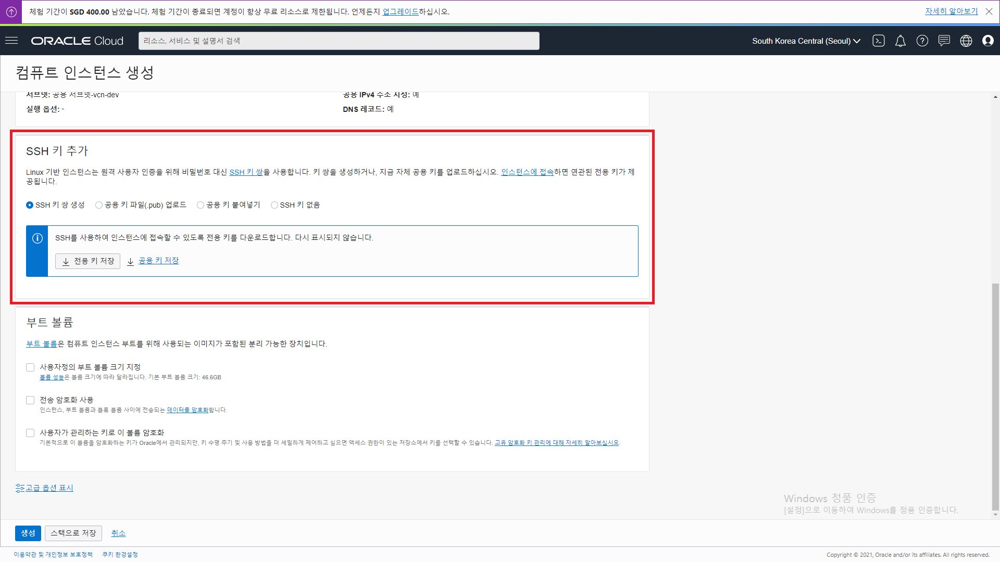 체험 기간이 SGD 400.00 남았습니다. 체험 기간이 종료되면 계정이 항상 무료 리소스로 제한됩니다. 언제든지 업그레이드하십시오.
자세히 알아보기
ORACLE Cloud
리소스, 서비스 및 설명서 검색
South Korea Central (Seoul)
컴퓨트 인스턴스 생성
서브넷: 공용 서브넷-vcn-dev
공용 IPv4 주소 지정: 예
실행 옵션: -
DNS 레코드: 예
SSH 키 추가
Linux 기반 인스턴스는 원격 사용자 인증을 위해 비밀번호 대신 SSH 키 쌍을 사용합니다. 키 쌍을 생성하거나, 지금 자체 공용 키를 업로드하십시오. 인스턴스에 접속하면 연관된 전용 키가 제
공됩니다.
SSH 키 쌍 생성
공용 키 파일(.pub) 업로드
공용 키 붙여넣기
SSH 키 없음
SSH를 사용하여 인스턴스에 접속할 수 있도록 전용 키를 다운로드합니다. 다시 표시되지 않습니다.
전용 키 저장
공용 키 저장
부트 볼륨
부트 볼륨은 컴퓨트 인스턴스 부트를 위해 사용되는 이미지가 포함된 분리 가능한 장치입니다.
사용자정의 부트 볼륨 크기 지정
볼륨 성능은 볼륨 크기에 따라 달라집니다. 기본 부트 볼륨 크기: 46.6GB
전송 암호화 사용
인스턴스, 부트 볼륨과 블록 볼륨 사이에 전송되는 데이터를 암호화합니다.
사용자가 관리하는 키로 이 볼륨 암호화
기본적으로 이 볼륨을 암호화하는 키가 Oracle에서 관리되지만, 키 수명 주기 및 사용 방법을 더 세밀하게 제어하고 싶으면 액세스 권한이 있는 저장소에서 키를 선택할 수 있습니다. 고유 암호화 키 관리에 대해 자세히 알아보십시오.
고급 옵션 표시
Windows 정품 인증
[설정]으로 이동하여 Windows를 정품 인증합니다.
생성
스택으로 저장
취소
이용약관 및 개인정보 보호정책
쿠키 환경설정
Copyright © 2021, Oracle and/or its affiliates. All rights reserved.